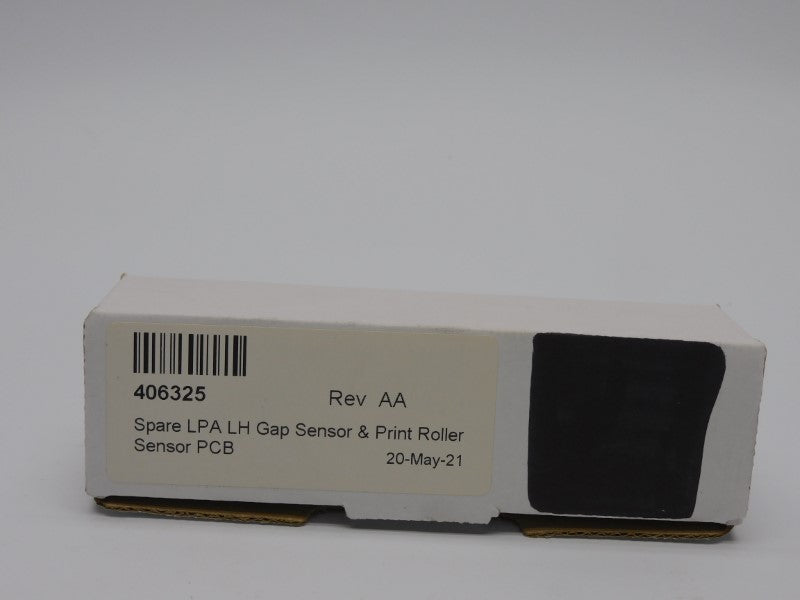 406325
Rev AA
Spare LPA LH Gap Sensor & Print Roller
Sensor PCB
20-May-21